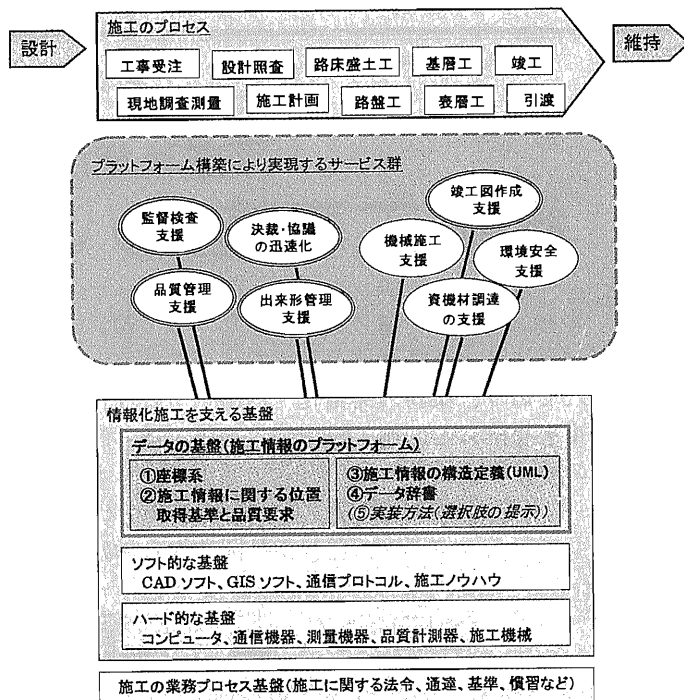 設計
施工のプロセス
維持
工事受注
設計照査
路床盛土工
基層工
竣工
現地調査測量
施工計画
路盤工
表層工
引渡
プラットフォーム構築により実現するサービス群
監督検査
支援
決裁・協議
の迅速化
機械施工
支援
竣工図作成
支援
環境安全
支援
品質管理
支援
出来形管理
支援
資機材調達
の支援
情報化施工を支える基盤
データの基盤(施工情報のプラットフォーム)
①座標系
②施工情報に関する位置
取得基準と品質要求
③施工情報の構造定義(UML)
④データ辞書
(⑤実装方法(選択肢の提示))
ソフト的な基盤
CADソフト、GISソフト、通信プロトコル、施工ノウハウ
ハード的な基盤
コンピュータ、通信機器、測量機器、品質計測器、施工機械
施工の業務プロセス基盤(施工に関する法令、通達、基準、慣習など)